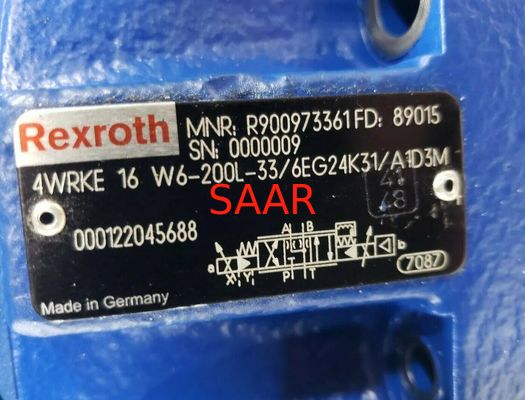 Rexroth
MNR: R900973361 FD: 89015
SN: 0000009
4WRKE 16 W6-200L-33/6EG24K31/A1D3M
SAAR
000122045688
A B
a b
X Y P T
7087
Made in Germany